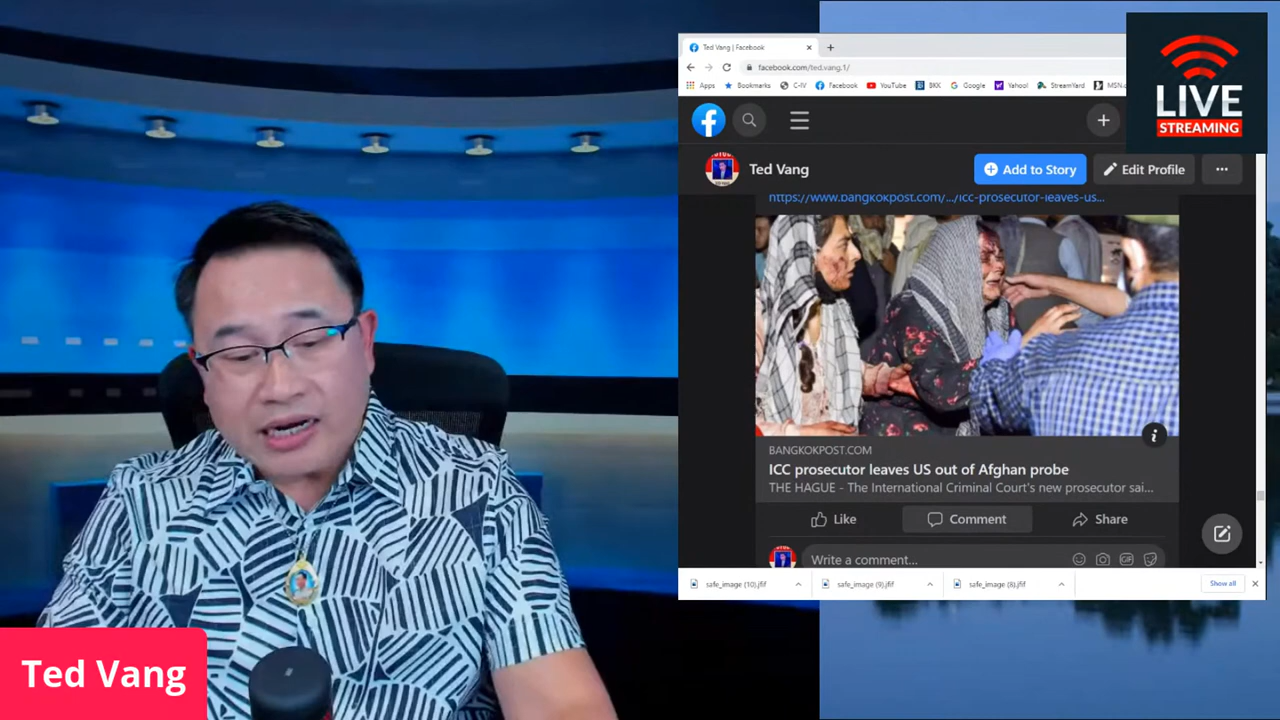 Ted Vang | Facebook
facebook.com/ted.vang.1/
Apps
Bookmarks
C-IV
Facebook
YouTube
BKK
Google
Yahoo!
StreamYard
LIVE
STREAMING
Ted Vang
Add to Story
Edit Profile
https://www.bangkokpost.com/.../icc-prosecutor-leaves-us...
BANGKOKPOST.COM
ICC prosecutor leaves US out of Afghan probe
THE HAGUE - The International Criminal Court's new prosecutor sai...
Like
Comment
Share
Write a comment...
GIF
safe_image (10).jfif
safe_image (9).jfif
safe_image (8).jfif
Show all
Ted Vang